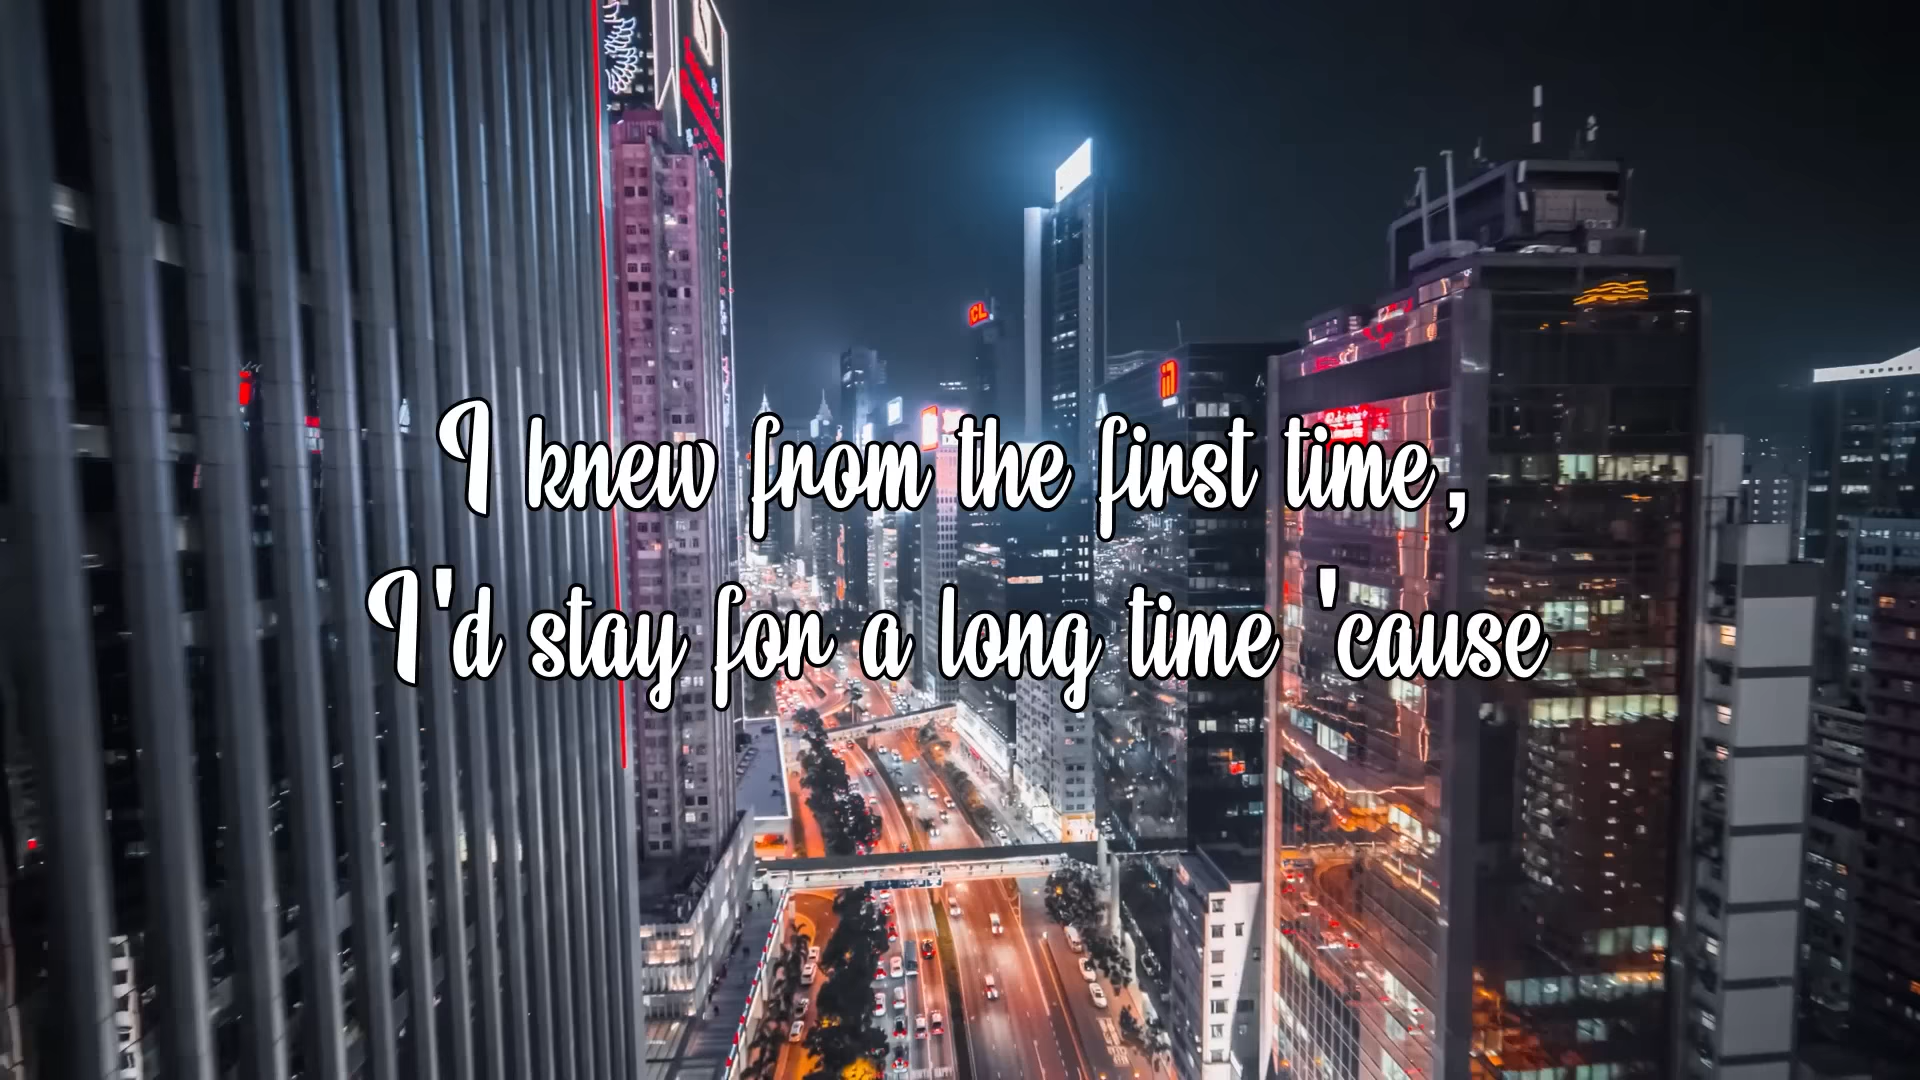 I knew from the first time,
I'd stay for a long time 'cause